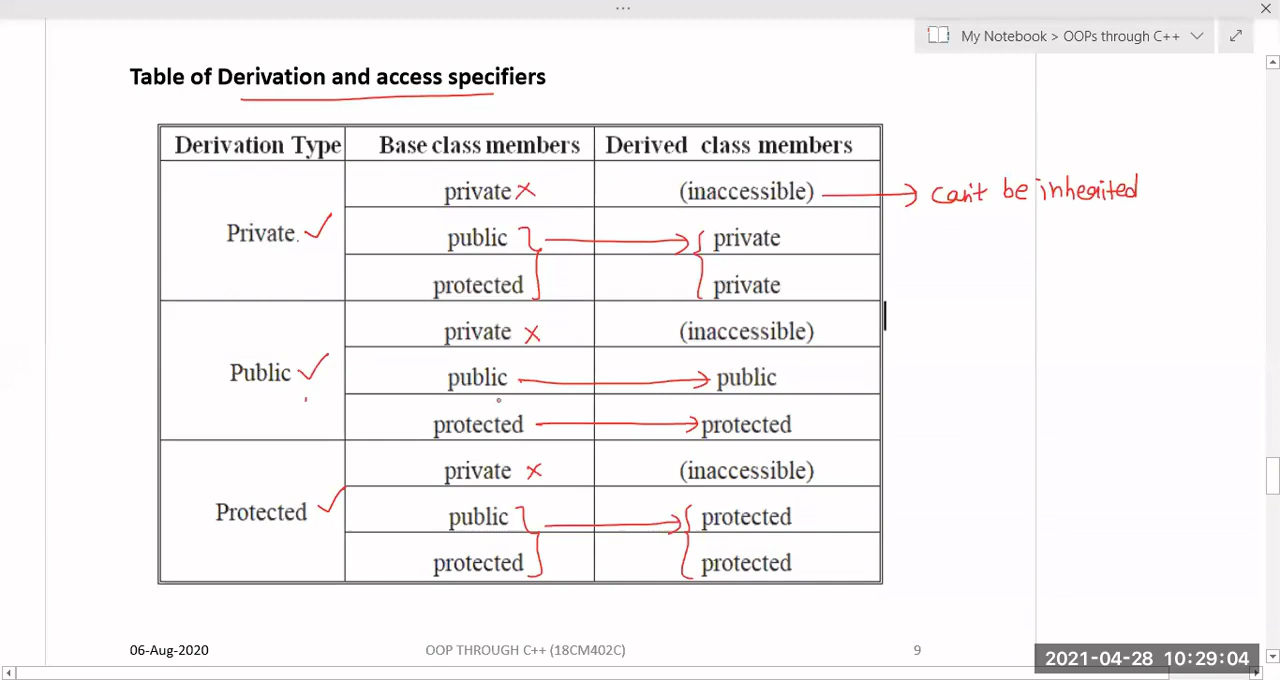 My Notebook > OOPs through C++
Table of Derivation and access specifiers
Derivation Type Base class members Derived class members
private (inaccessible) can't be inherited
Private. public private
protected private
private (inaccessible)
Public public public
protected protected
private (inaccessible)
Protected public protected
protected protected
06-Aug-2020 OOP THROUGH C++ (18CM402C) 9
2021-04-28 10:29:04